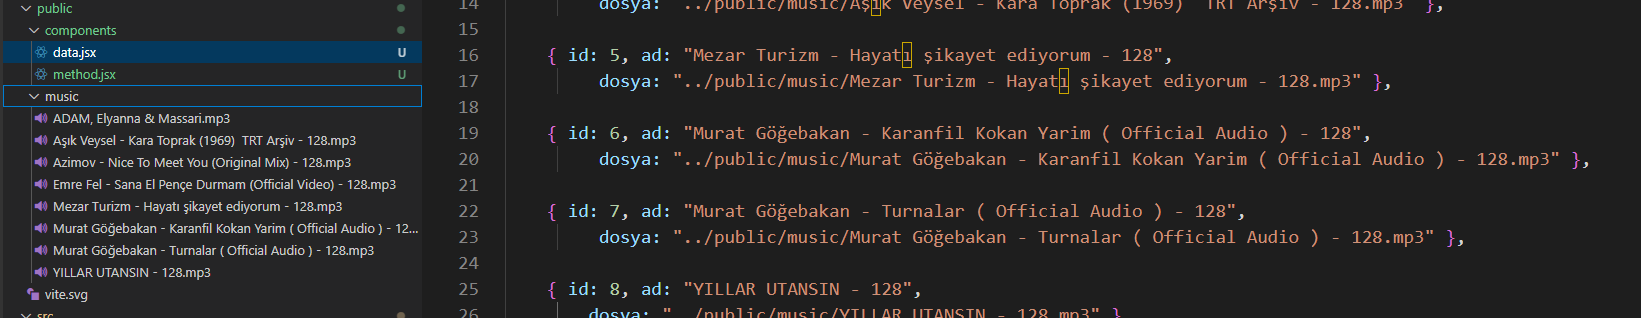 public
components
data.jsx U
method.jsx U
music
ADAM, Elyanna & Massari.mp3
Aşık Veysel - Kara Toprak (1969)  TRT Arşiv - 128.mp3
Azimov - Nice To Meet You (Original Mix) - 128.mp3
Emre Fel - Sana El Pençe Durmam (Official Video) - 128.mp3
Mezar Turizm - Hayatı şikayet ediyorum - 128.mp3
Murat Göğebakan - Karanfil Kokan Yarim ( Official Audio ) - 12...
Murat Göğebakan - Turnalar ( Official Audio ) - 128.mp3
YILLAR UTANSIN - 128.mp3
vite.svg
src
14 dosya: "../public/music/Aşık Veysel - Kara Toprak (1969)  TRT Arşiv - 128.mp3" },
15
16 { id: 5, ad: "Mezar Turizm - Hayatı şikayet ediyorum - 128",
17 dosya: "../public/music/Mezar Turizm - Hayatı şikayet ediyorum - 128.mp3" },
18
19 { id: 6, ad: "Murat Göğebakan - Karanfil Kokan Yarim ( Official Audio ) - 128",
20 dosya: "../public/music/Murat Göğebakan - Karanfil Kokan Yarim ( Official Audio ) - 128.mp3" },
21
22 { id: 7, ad: "Murat Göğebakan - Turnalar ( Official Audio ) - 128",
23 dosya: "../public/music/Murat Göğebakan - Turnalar ( Official Audio ) - 128.mp3" },
24
25 { id: 8, ad: "YILLAR UTANSIN - 128",
26 dosya: "../public/music/YILLAR UTANSIN - 128.mp3" }